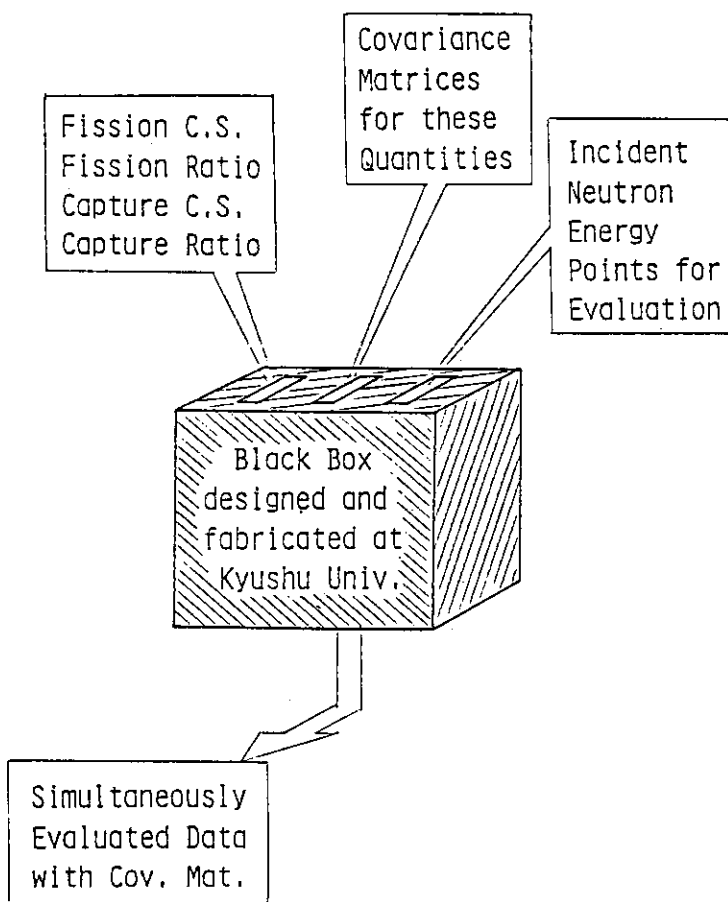 Fission C.S.
Fission Ratio
Capture C.S.
Capture Ratio
Covariance
Matrices
for these
Quantities
Incident
Neutron
Energy
Points for
Evaluation
Black Box
designed and
fabricated at
Kyushu Univ.
Simultaneously
Evaluated Data
with Cov. Mat.